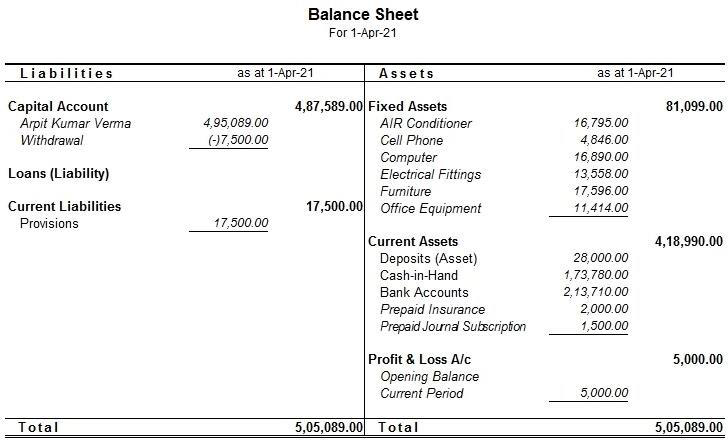 Balance Sheet
For 1-Apr-21
Liabilities as at 1-Apr-21 Assets as at 1-Apr-21
Capital Account 4,87,589.00 Fixed Assets 81,099.00
Arpit Kumar Verma 4,95,089.00 AIR Conditioner 16,795.00
Withdrawal (-)7,500.00 Cell Phone 4,846.00
Computer 16,890.00
Loans (Liability) Electrical Fittings 13,558.00
Furniture 17,596.00
Current Liabilities 17,500.00 Office Equipment 11,414.00
Provisions 17,500.00
Current Assets 4,18,990.00
Deposits (Asset) 28,000.00
Cash-in-Hand 1,73,780.00
Bank Accounts 2,13,710.00
Prepaid Insurance 2,000.00
Prepaid Journal Subscription 1,500.00
Profit & Loss A/c 5,000.00
Opening Balance
Current Period 5,000.00
Total 5,05,089.00 Total 5,05,089.00